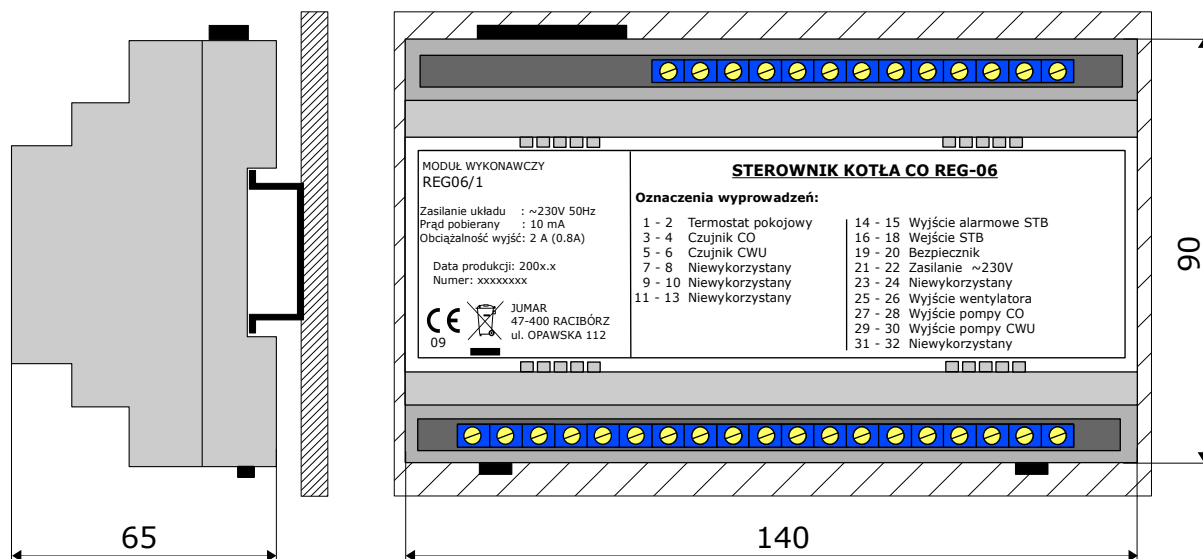 MODUŁ WYKONAWCZY
REG06/1
Zasilanie układu : ~230V 50Hz
Prąd pobierany : 10 mA
Obciążalność wyjść: 2 A (0.8A)
Data produkcji: 200x.x
Numer: xxxxxxxx
CE
09
JUMAR
47-400 RACIBÓRZ
ul. OPAWSKA 112
STEROWNIK KOTŁA CO REG-06
Oznaczenia wyprowadzeń:
1 - 2 Termostat pokojowy
3 - 4 Czujnik CO
5 - 6 Czujnik CWU
7 - 8 Niewykorzystany
9 - 10 Niewykorzystany
11 - 13 Niewykorzystany
14 - 15 Wyjście alarmowe STB
16 - 18 Wejście STB
19 - 20 Bezpiecznik
21 - 22 Zasilanie ~230V
23 - 24 Niewykorzystany
25 - 26 Wyjście wentylatora
27 - 28 Wyjście pompy CO
29 - 30 Wyjście pompy CWU
31 - 32 Niewykorzystany
90
65
140